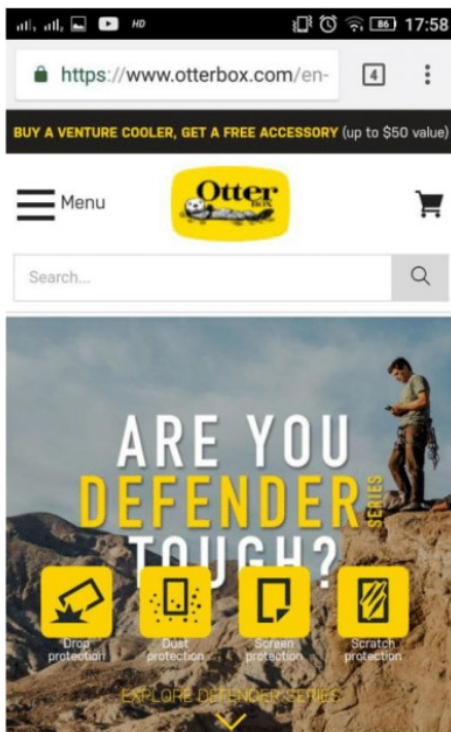 HD
86 17:58
https://www.otterbox.com/en-
4
BUY A VENTURE COOLER, GET A FREE ACCESSORY (up to $50 value)
Menu
Otter
BOX
Search...
ARE YOU
DEFENDER
SERIES
TOUGH?
Drop
protection
Dust
protection
Screen
protection
Scratch
protection
EXPLORE DEFENDER SERIES